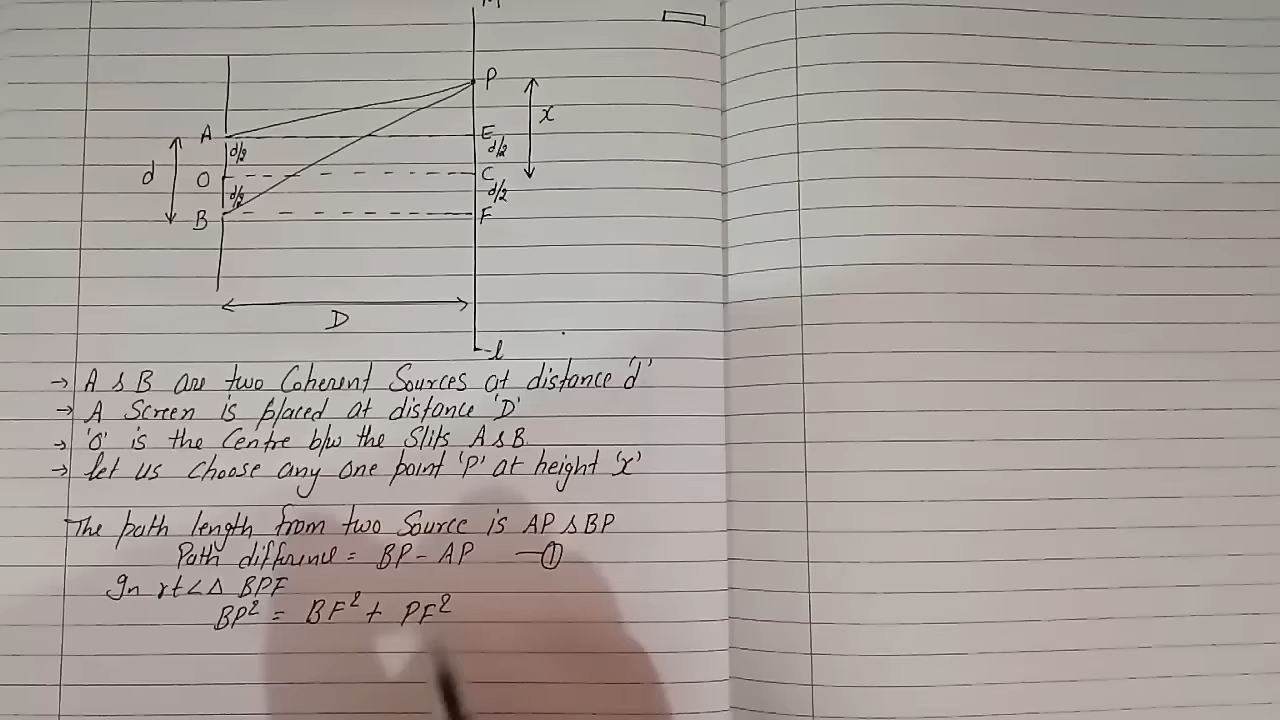 P
A
E
x
d/2
d/2
d
O
C
d/2
d/2
B
F
D
-> A & B are two Coherent Sources at distance 'd'
-> A Screen is placed at distance 'D'
-> 'O' is the Centre b/w the Slits A & B
-> let us choose any one point 'P' at height 'x'
The path length from two Source is AP & BP
Path difference = BP - AP —①
In rt∠△ BPF
BP² = BF² + PF²